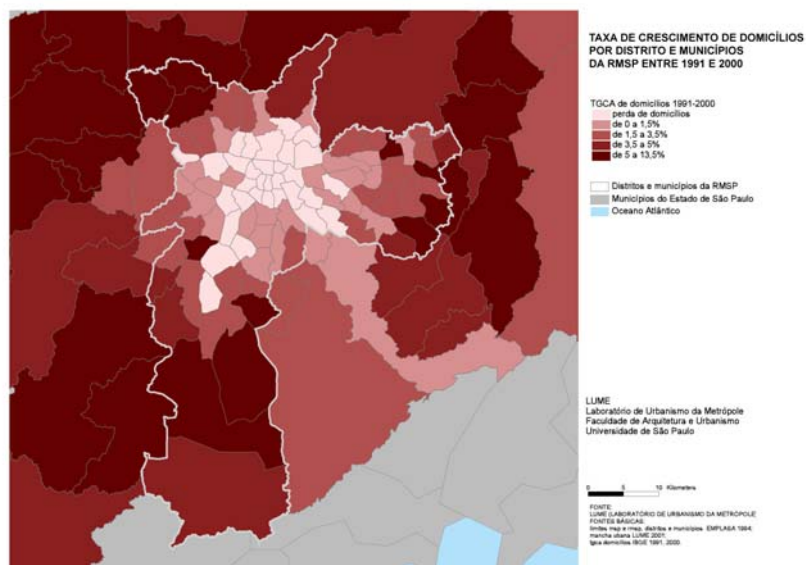 TAXA DE CRESCIMENTO DE DOMICÍLIOS
POR DISTRITO E MUNICÍPIOS
DA RMSP ENTRE 1991 E 2000
TGCA de domicílios 1991-2000
perda de domicílios
de 0 a 1,5%
de 1,5 a 3,5%
de 3,5 a 5%
de 5 a 13,5%
Distritos e municípios da RMSP
Municípios do Estado de São Paulo
Oceano Atlântico
LUME
Laboratório de Urbanismo da Metrópole
Faculdade de Arquitetura e Urbanismo
Universidade de São Paulo
0 5 10 Kilometers
FONTE:
LUME (LABORATÓRIO DE URBANISMO DA METRÓPOLE
FONTES BÁSICAS:
limites msp e rmsp, distritos e municípios EMPLASA 1994;
mancha urbana LUME 2001;
tgca domicílios IBGE 1991, 2000.